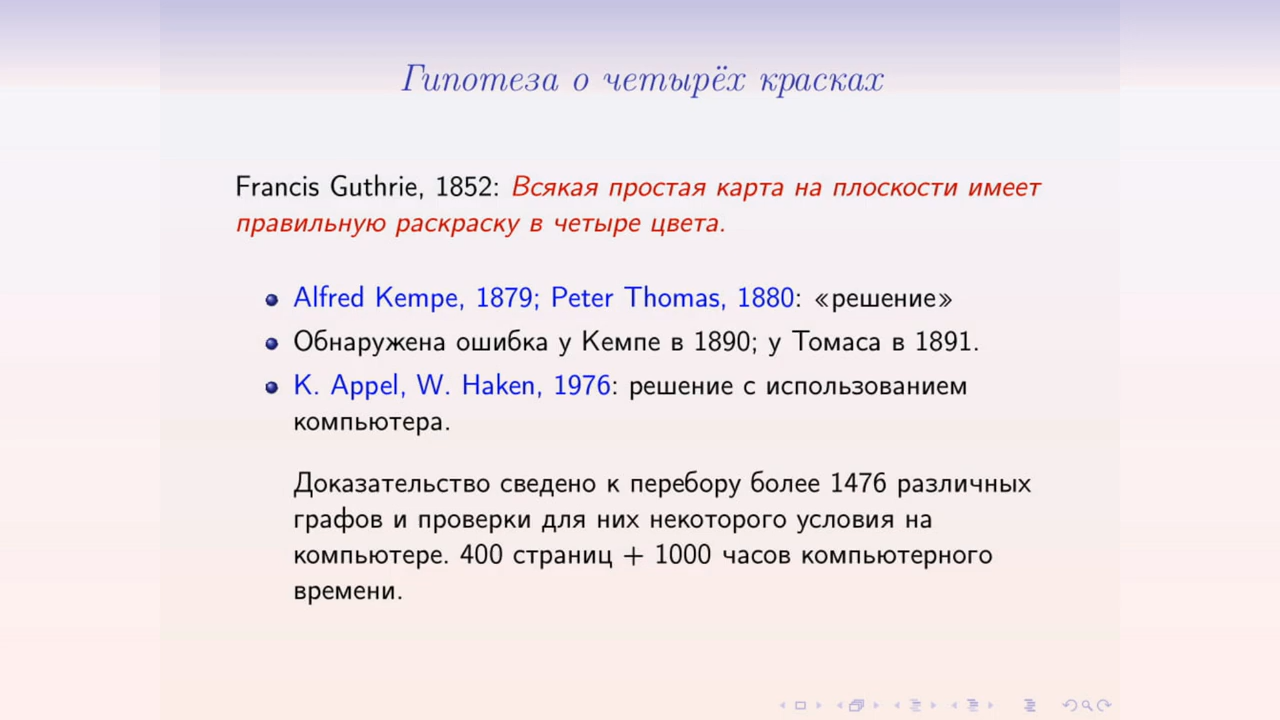 Гипотеза о четырёх красках
Francis Guthrie, 1852: Всякая простая карта на плоскости имеет
правильную раскраску в четыре цвета.
Alfred Kempe, 1879; Peter Thomas, 1880: «решение»
Обнаружена ошибка у Кемпе в 1890; у Томаса в 1891.
K. Appel, W. Haken, 1976: решение с использованием
компьютера.
Доказательство сведено к перебору более 1476 различных
графов и проверки для них некоторого условия на
компьютере. 400 страниц + 1000 часов компьютерного
времени.